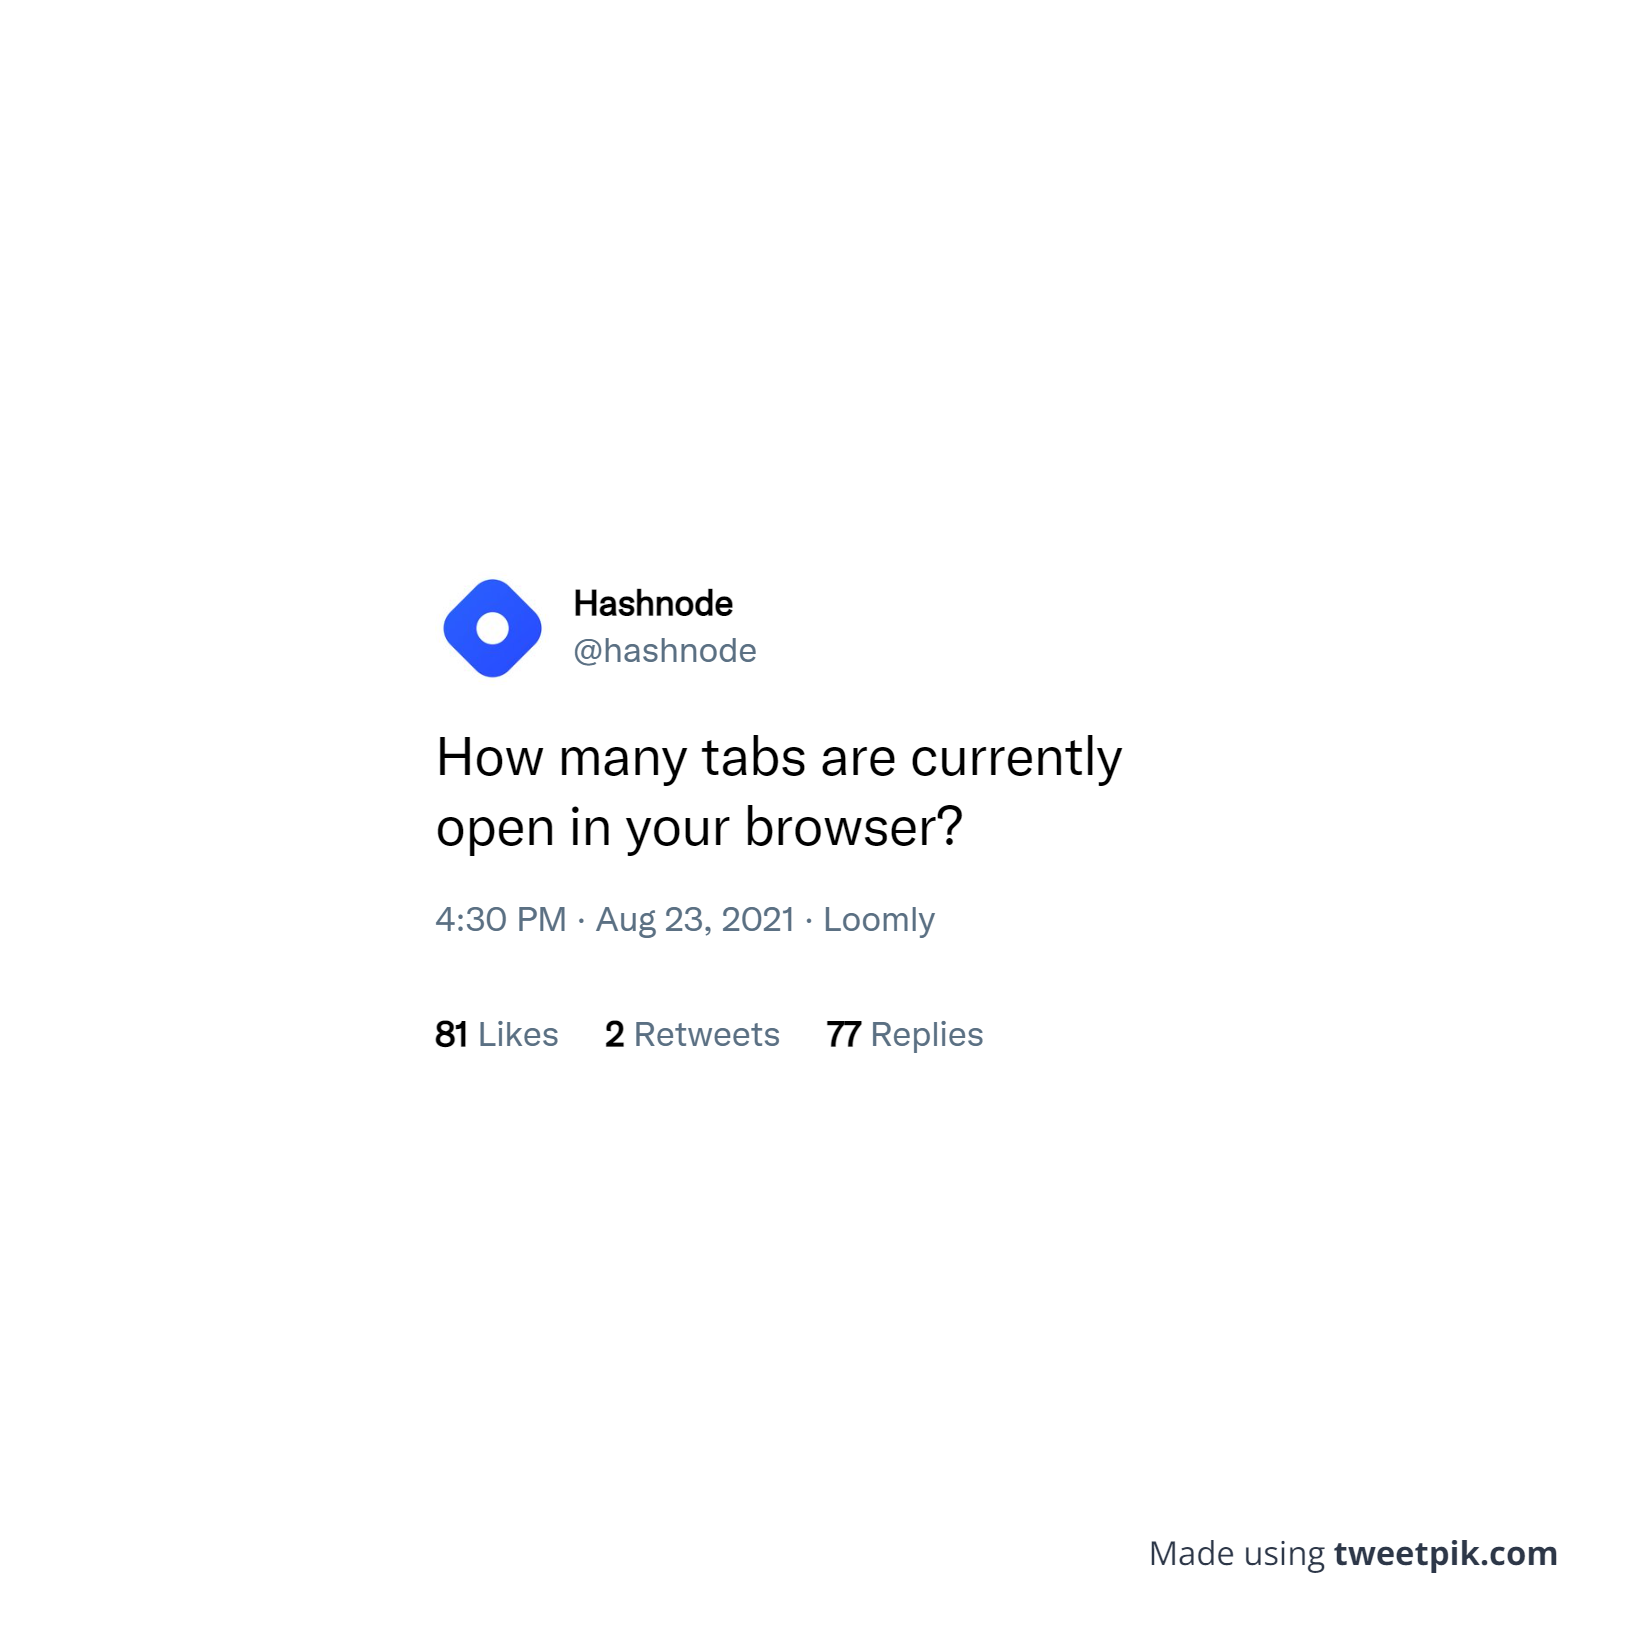 Hashnode
@hashnode
How many tabs are currently
open in your browser?
4:30 PM · Aug 23, 2021 · Loomly
81 Likes 2 Retweets 77 Replies
Made using tweetpik.com